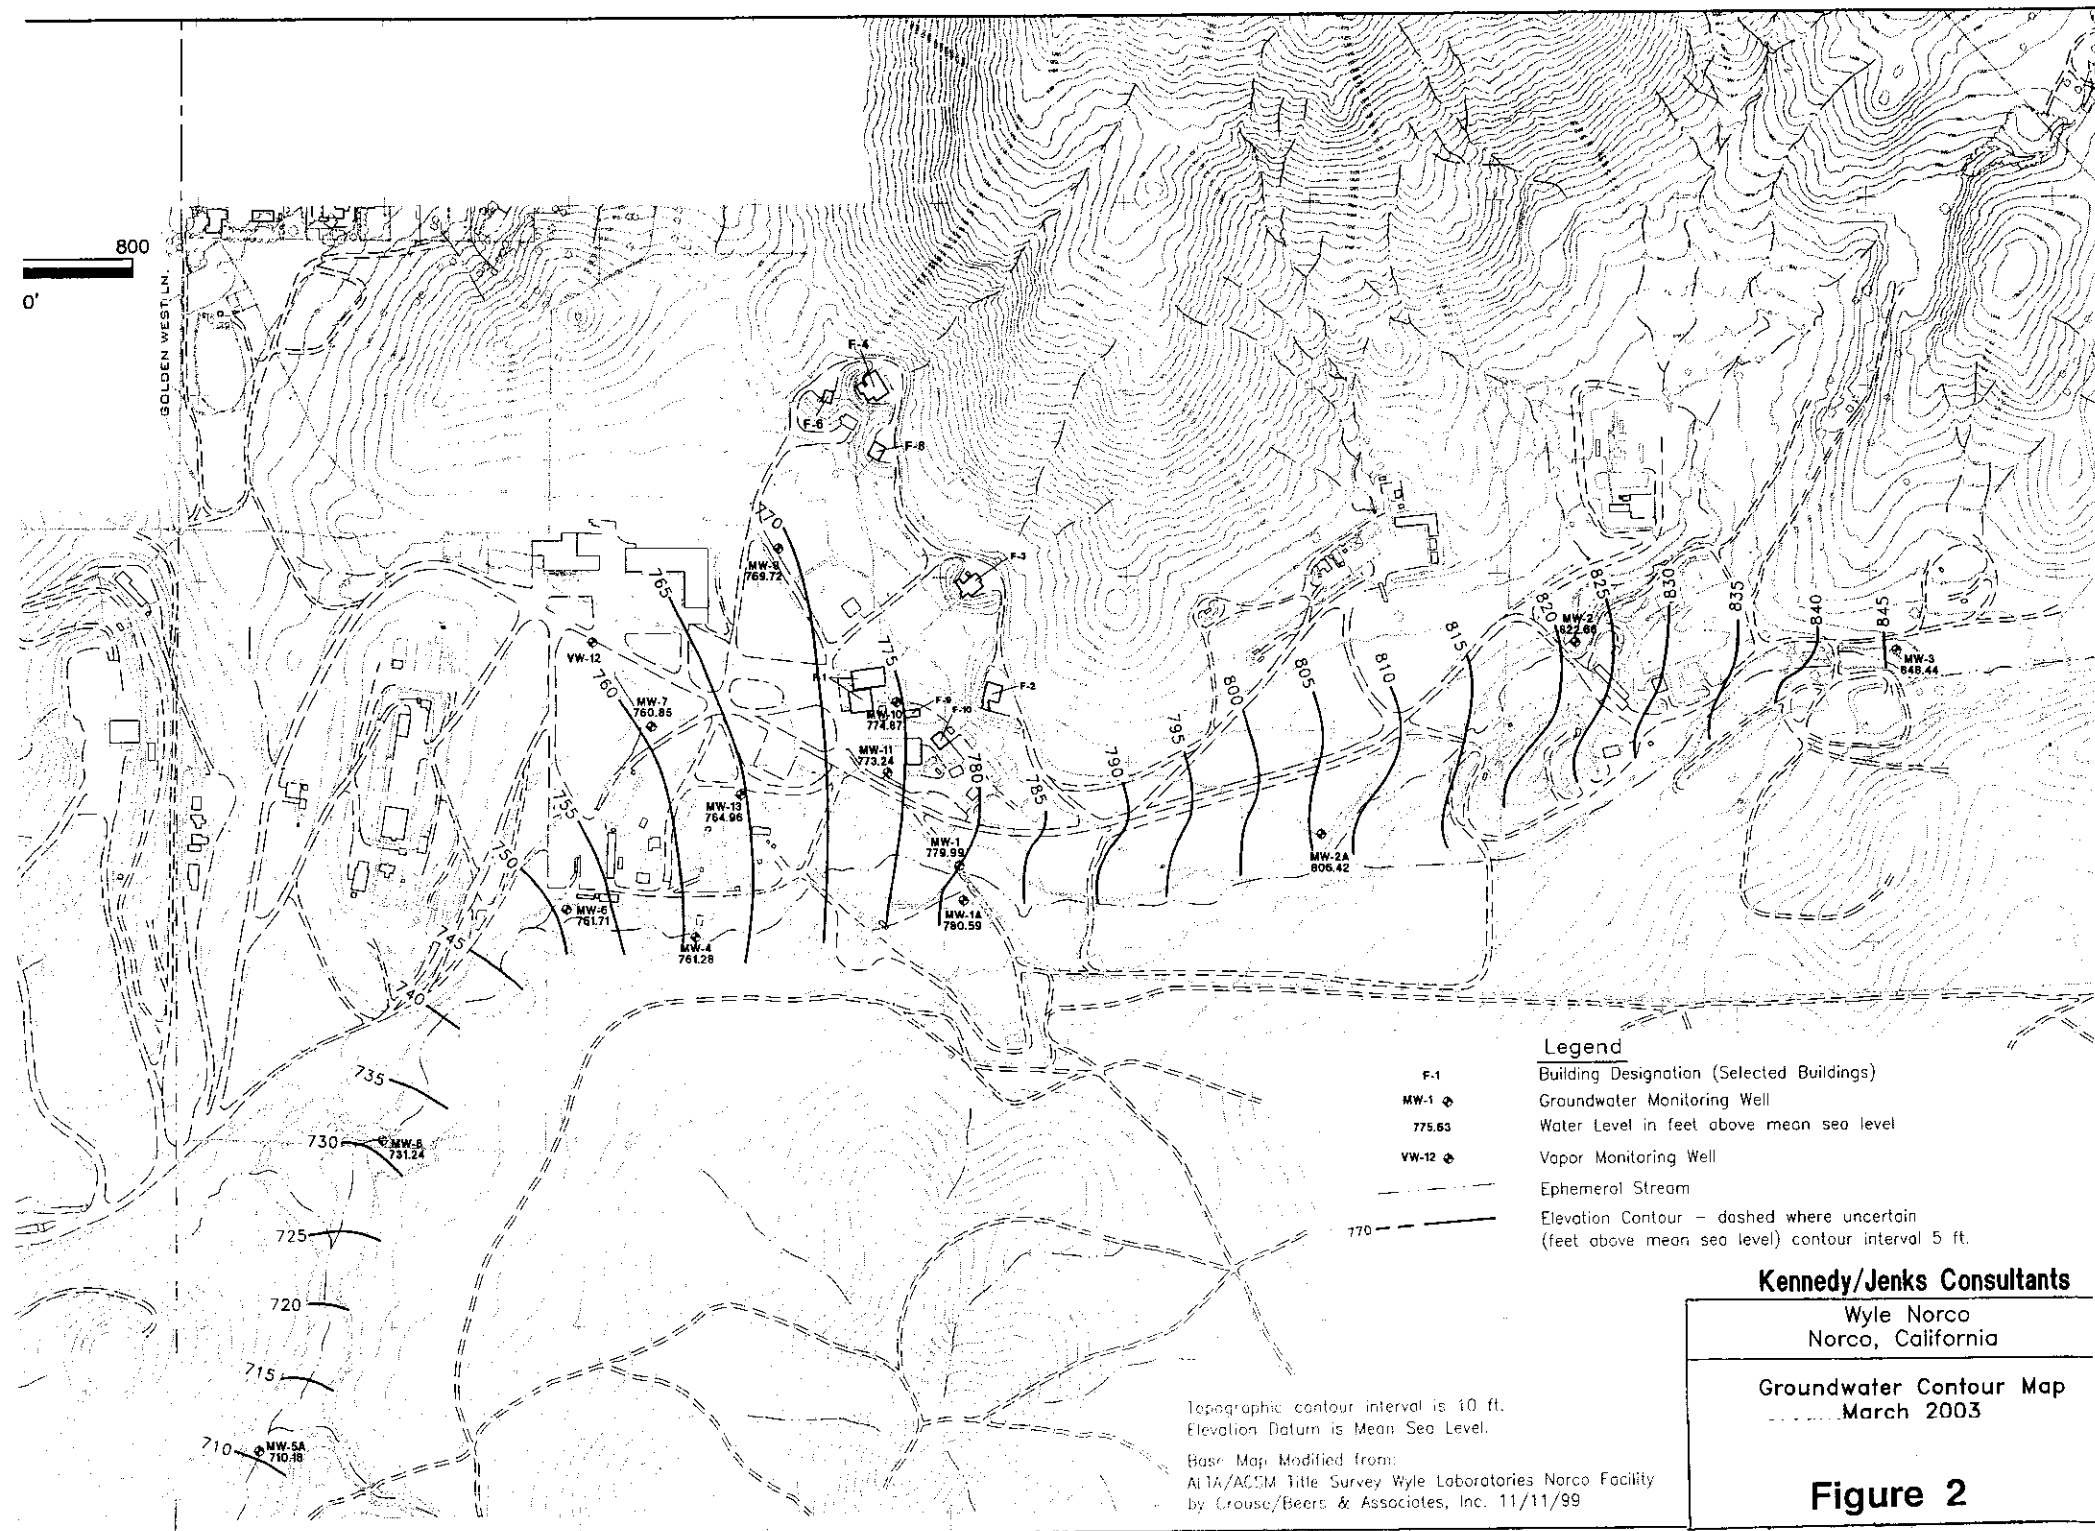 800
0'
GOLDEN WEST LN.
F-4
F-6
F-8
770
MW-8
769.72
F-3
765
VW-12
775
F-1
F-2
760
MW-7
760.85
MW-10
774.87
F-9
F-10
MW-11
773.24
780
785
790
795
800
805
810
815
820
MW-2
822.66
825
830
835
840
845
MW-3
848.44
755
MW-13
764.96
750
MW-1
779.99
MW-2A
806.42
MW-6
751.71
MW-1A
780.59
MW-4
761.28
745
740
735
730
MW-8
731.24
725
720
715
710
MW-5A
710.18
Legend
F-1 Building Designation (Selected Buildings)
MW-1 Groundwater Monitoring Well
775.63 Water Level in feet above mean sea level
VW-12 Vapor Monitoring Well
Ephemeral Stream
770 Elevation Contour - dashed where uncertain
(feet above mean sea level) contour interval 5 ft.
Kennedy/Jenks Consultants
Wyle Norco
Norco, California
Groundwater Contour Map
March 2003
Figure 2
Topographic contour interval is 10 ft.
Elevation Datum is Mean Sea Level.
Base Map Modified from:
ALTA/ACSM Title Survey Wyle Laboratories Norco Facility
by Crouse/Beers & Associates, Inc. 11/11/99